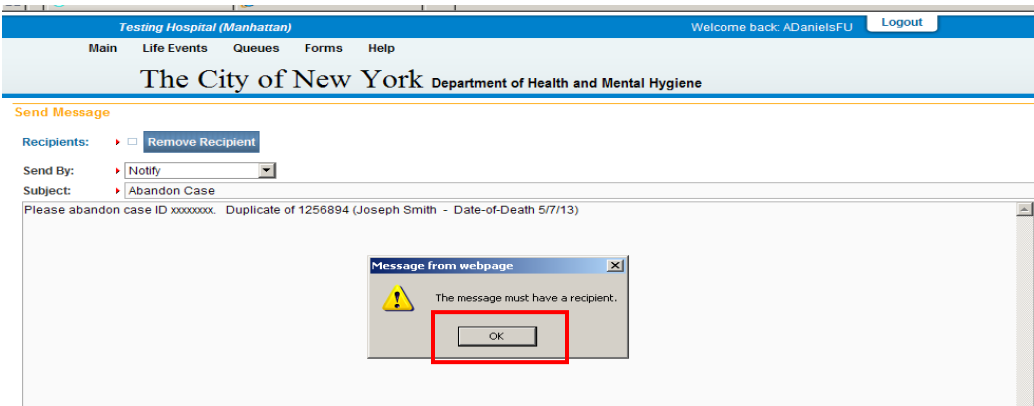 Testing Hospital (Manhattan) Welcome back: ADanielsFU Logout
Main Life Events Queues Forms Help
The City of New York Department of Health and Mental Hygiene
Send Message
Recipients: Remove Recipient
Send By: Notify
Subject: Abandon Case
Please abandon case ID xxxxxxxx. Duplicate of 1256894 (Joseph Smith - Date-of-Death 5/7/13)
Message from webpage
The message must have a recipient.
OK